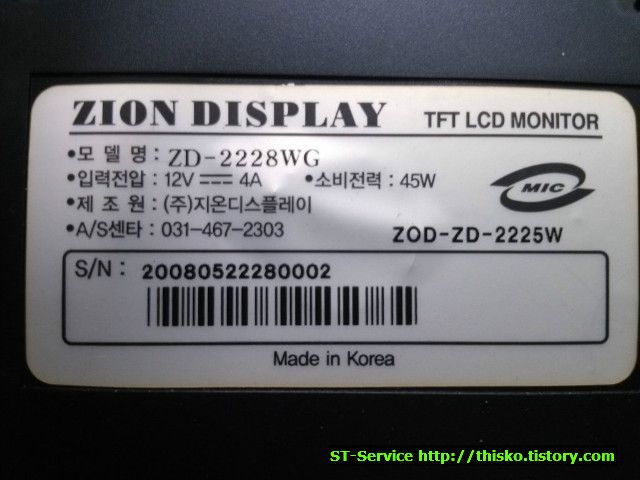 ZION DISPLAY TFT LCD MONITOR
•모 델 명 : ZD-2228WG
•입력전압 : 12V ⎓ 4A •소비전력 : 45W
MIC
•제 조 원 : (주)지온디스플레이
•A/S센타 : 031-467-2303
ZOD-ZD-2225W
S/N : 20080522280002
Made in Korea
ST-Service http://thisko.tistory.com